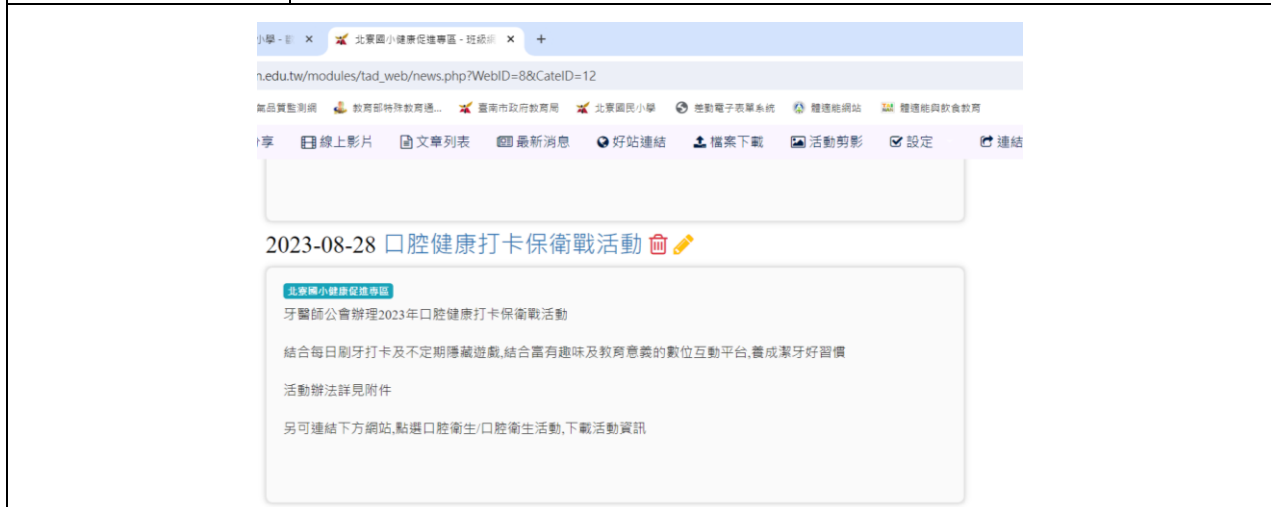 小學 -
北寮國小健康促進專區 - 班級
n.edu.tw/modules/tad_web/news.php?WebID=8&CateID=12
氣品質監測網 教育部特殊教育通... 臺南市政府教育局 北寮國民小學 差勤電子表單系統 體適能網站 體適能與飲食教育
享 線上影片 文章列表 最新消息 好站連結 檔案下載 活動剪影 設定 連結
2023-08-28 口腔健康打卡保衛戰活動
北寮國小健康促進專區
牙醫師公會辦理2023年口腔健康打卡保衛戰活動
結合每日刷牙打卡及不定期隱藏遊戲,結合富有趣味及教育意義的數位互動平台,養成潔牙好習慣
活動辦法詳見附件
另可連結下方網站,點選口腔衛生/口腔衛生活動,下載活動資訊